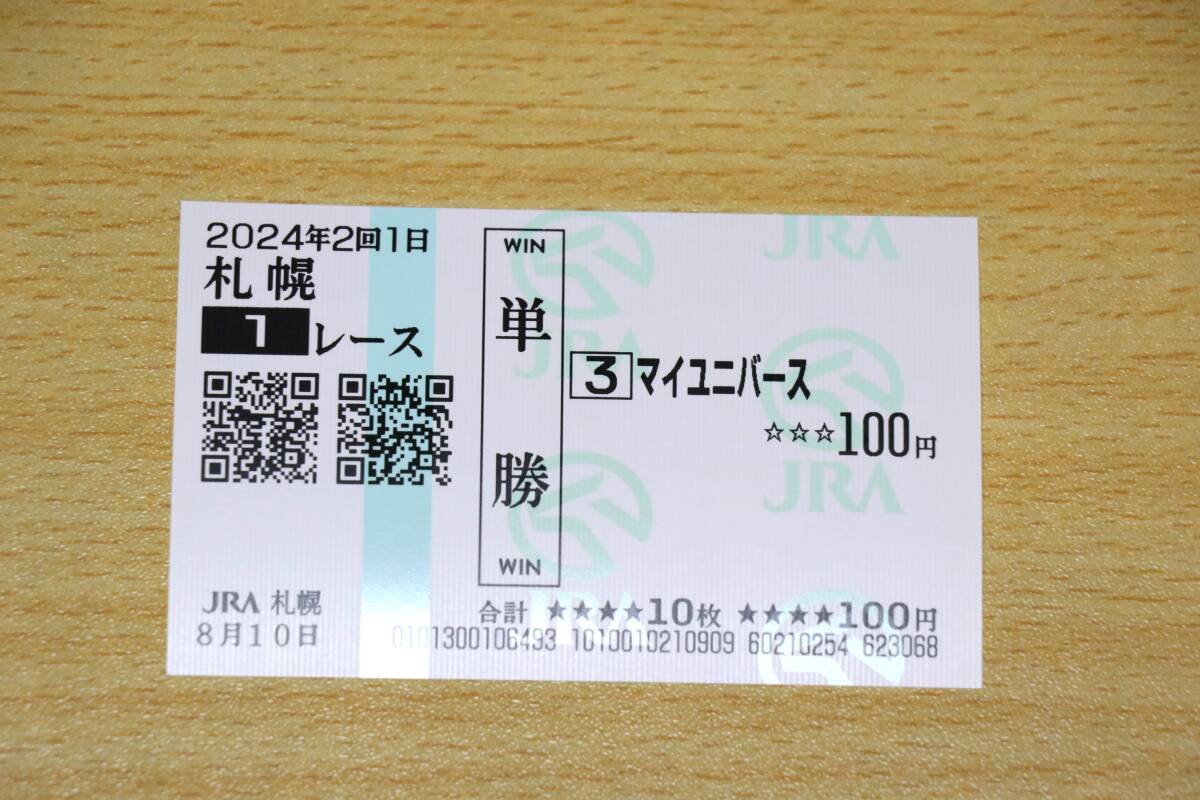 2024年2回1日
札幌
1レース
WIN
単勝
WIN
3 マイユニバース
☆☆☆100円
JRA
JRA
JRA
JRA 札幌
8月10日
合計 ★★★★10枚 ★★★★100円
0101300106493 1010010210909 60210254 623068